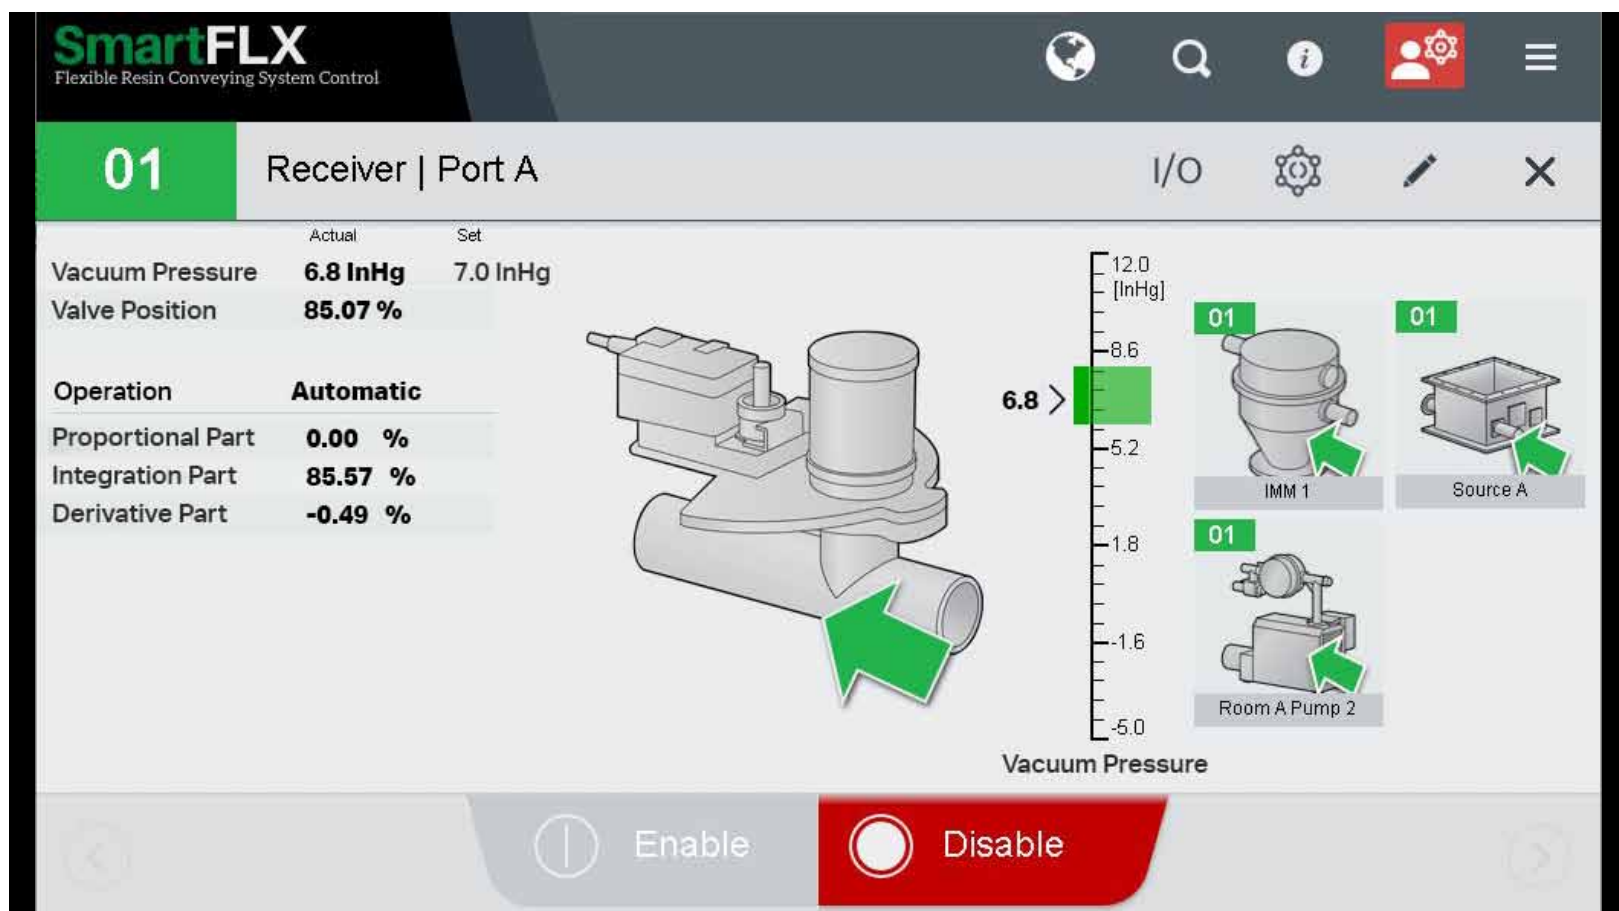 SmartFLX
Flexible Resin Conveying System Control
01 Receiver | Port A I/O
Actual Set
Vacuum Pressure 6.8 InHg 7.0 InHg
Valve Position 85.07 %
Operation Automatic
Proportional Part 0.00 %
Integration Part 85.57 %
Derivative Part -0.49 %
12.0
[InHg]
8.6
6.8
5.2
1.8
-1.6
-5.0
Vacuum Pressure
01
IMM 1
01
Source A
01
Room A Pump 2
Enable
Disable